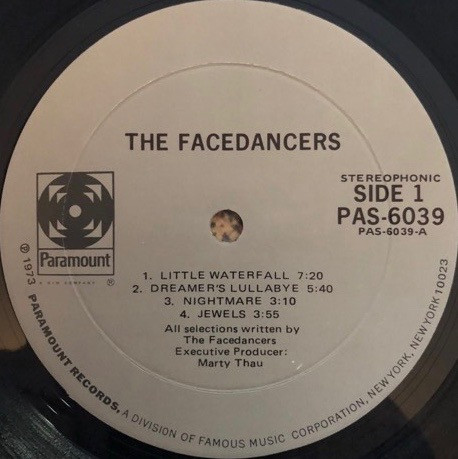 THE FACEDANCERS
STEREOPHONIC
SIDE 1
PAS-6039
PAS-6039-A
Paramount
A G+W COMPANY ®
1. LITTLE WATERFALL 7:20
2. DREAMER'S LULLABYE 5:40
3. NIGHTMARE 3:10
4. JEWELS 3:55
All selections written by
The Facedancers
Executive Producer:
Marty Thau
℗ 1973 PARAMOUNT RECORDS, A DIVISION OF FAMOUS MUSIC CORPORATION, NEW YORK, NEW YORK 10023